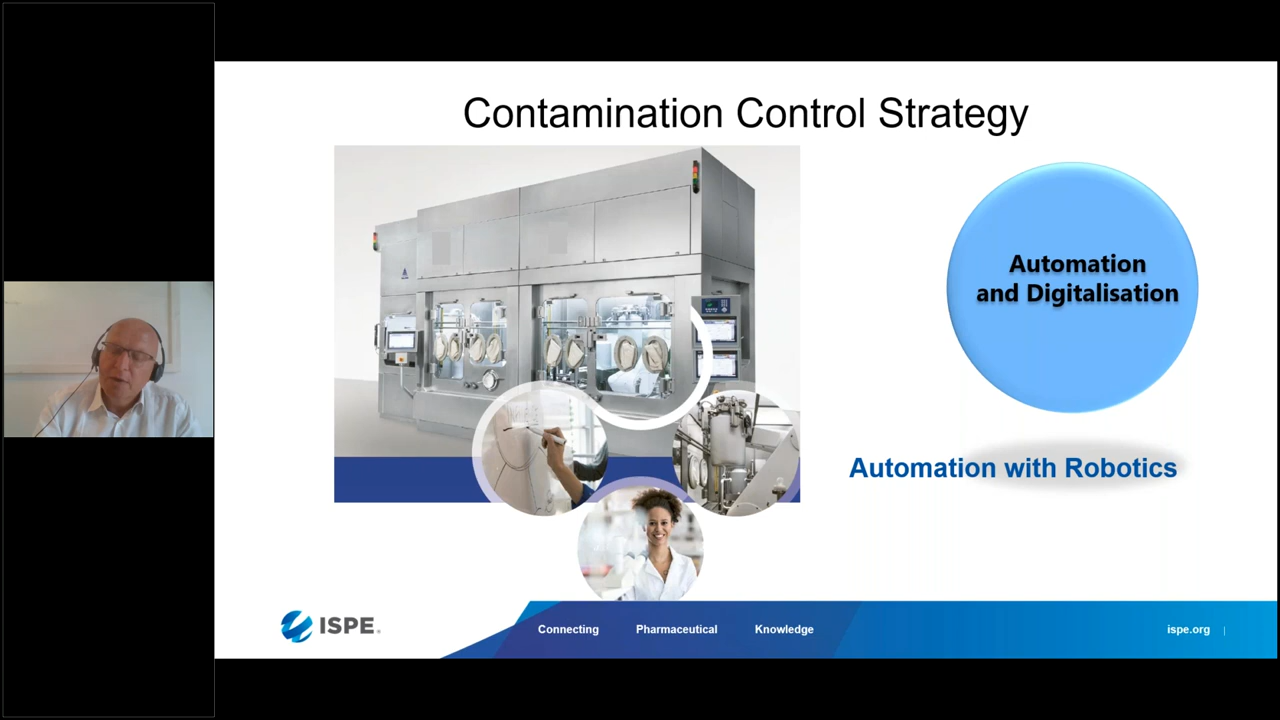 Contamination Control Strategy
Automation
and Digitalisation
Automation with Robotics
ISPE®
Connecting Pharmaceutical Knowledge
ispe.org |